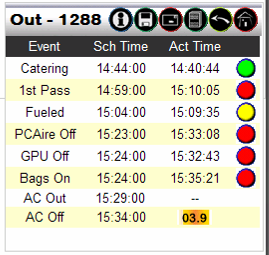 Out - 1288
Event Sch Time Act Time
Catering 14:44:00 14:40:44
1st Pass 14:59:00 15:10:05
Fueled 15:04:00 15:09:35
PCAire Off 15:23:00 15:33:08
GPU Off 15:24:00 15:32:43
Bags On 15:24:00 15:35:21
AC Out 15:29:00 --
AC Off 15:34:00 03.9